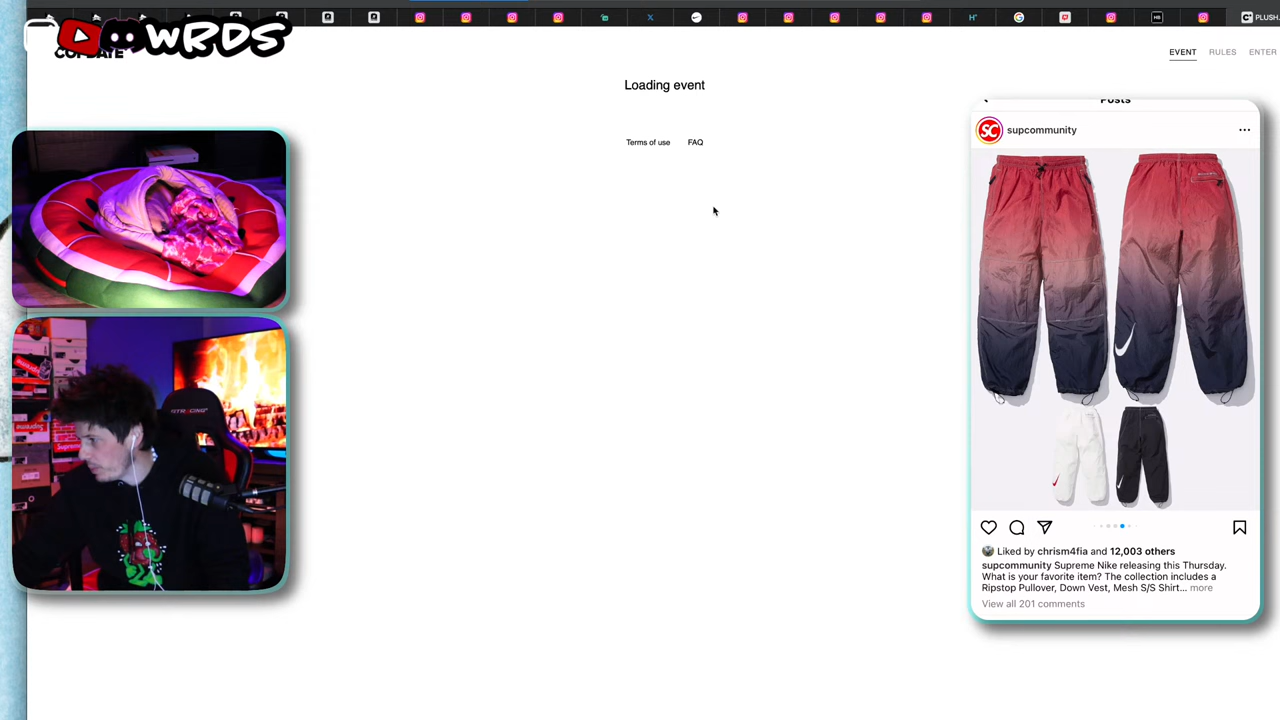 WRDS
PLUSH.
EVENT RULES ENTER
Loading event
Terms of use FAQ
Posts
SC
supcommunity
Liked by chrism4fia and 12,003 others
supcommunity Supreme Nike releasing this Thursday.
What is your favorite item? The collection includes a
Ripstop Pullover, Down Vest, Mesh S/S Shirt... more
View all 201 comments